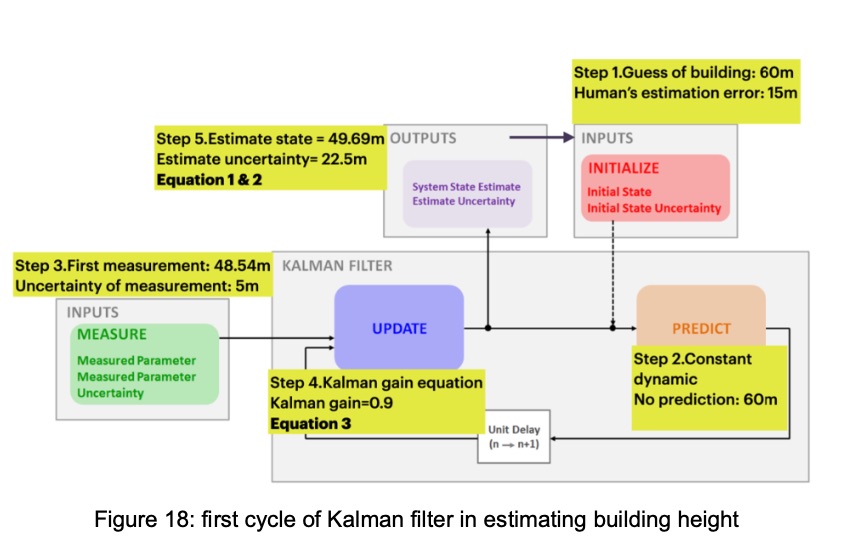 Step 1.Guess of building: 60m
Human's estimation error: 15m
Step 5.Estimate state = 49.69m
Estimate uncertainty= 22.5m
Equation 1 & 2
OUTPUTS
System State Estimate
Estimate Uncertainty
INPUTS
INITIALIZE
Initial State
Initial State Uncertainty
Step 3.First measurement: 48.54m
Uncertainty of measurement: 5m
INPUTS
MEASURE
Measured Parameter
Measured Parameter
Uncertainty
KALMAN FILTER
UPDATE
PREDICT
Step 2.Constant
dynamic
No prediction: 60m
Step 4.Kalman gain equation
Kalman gain=0.9
Equation 3
Unit Delay
(n → n+1)
Figure 18: first cycle of Kalman filter in estimating building height